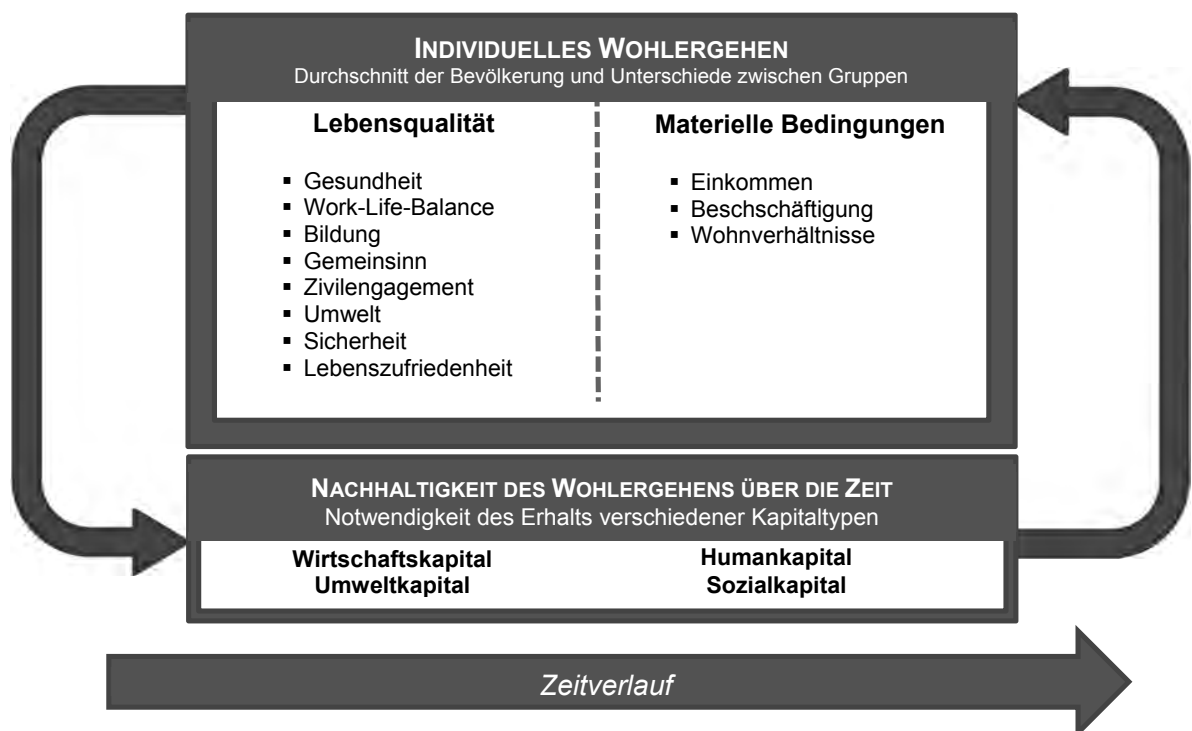 INDIVIDUELLES WOHLERGEHEN
Durchschnitt der Bevölkerung und Unterschiede zwischen Gruppen
Lebensqualität
▪ Gesundheit
▪ Work-Life-Balance
▪ Bildung
▪ Gemeinsinn
▪ Zivilengagement
▪ Umwelt
▪ Sicherheit
▪ Lebenszufriedenheit
Materielle Bedingungen
▪ Einkommen
▪ Beschschäftigung
▪ Wohnverhältnisse
NACHHALTIGKEIT DES WOHLERGEHENS ÜBER DIE ZEIT
Notwendigkeit des Erhalts verschiedener Kapitaltypen
Wirtschaftskapital
Umweltkapital
Humankapital
Sozialkapital
Zeitverlauf